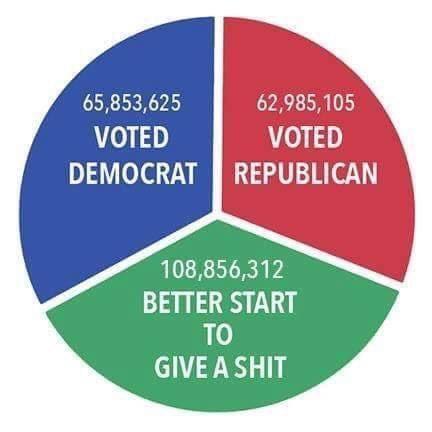 65,853,625
VOTED
DEMOCRAT
62,985,105
VOTED
REPUBLICAN
108,856,312
BETTER START
TO
GIVE A SHIT